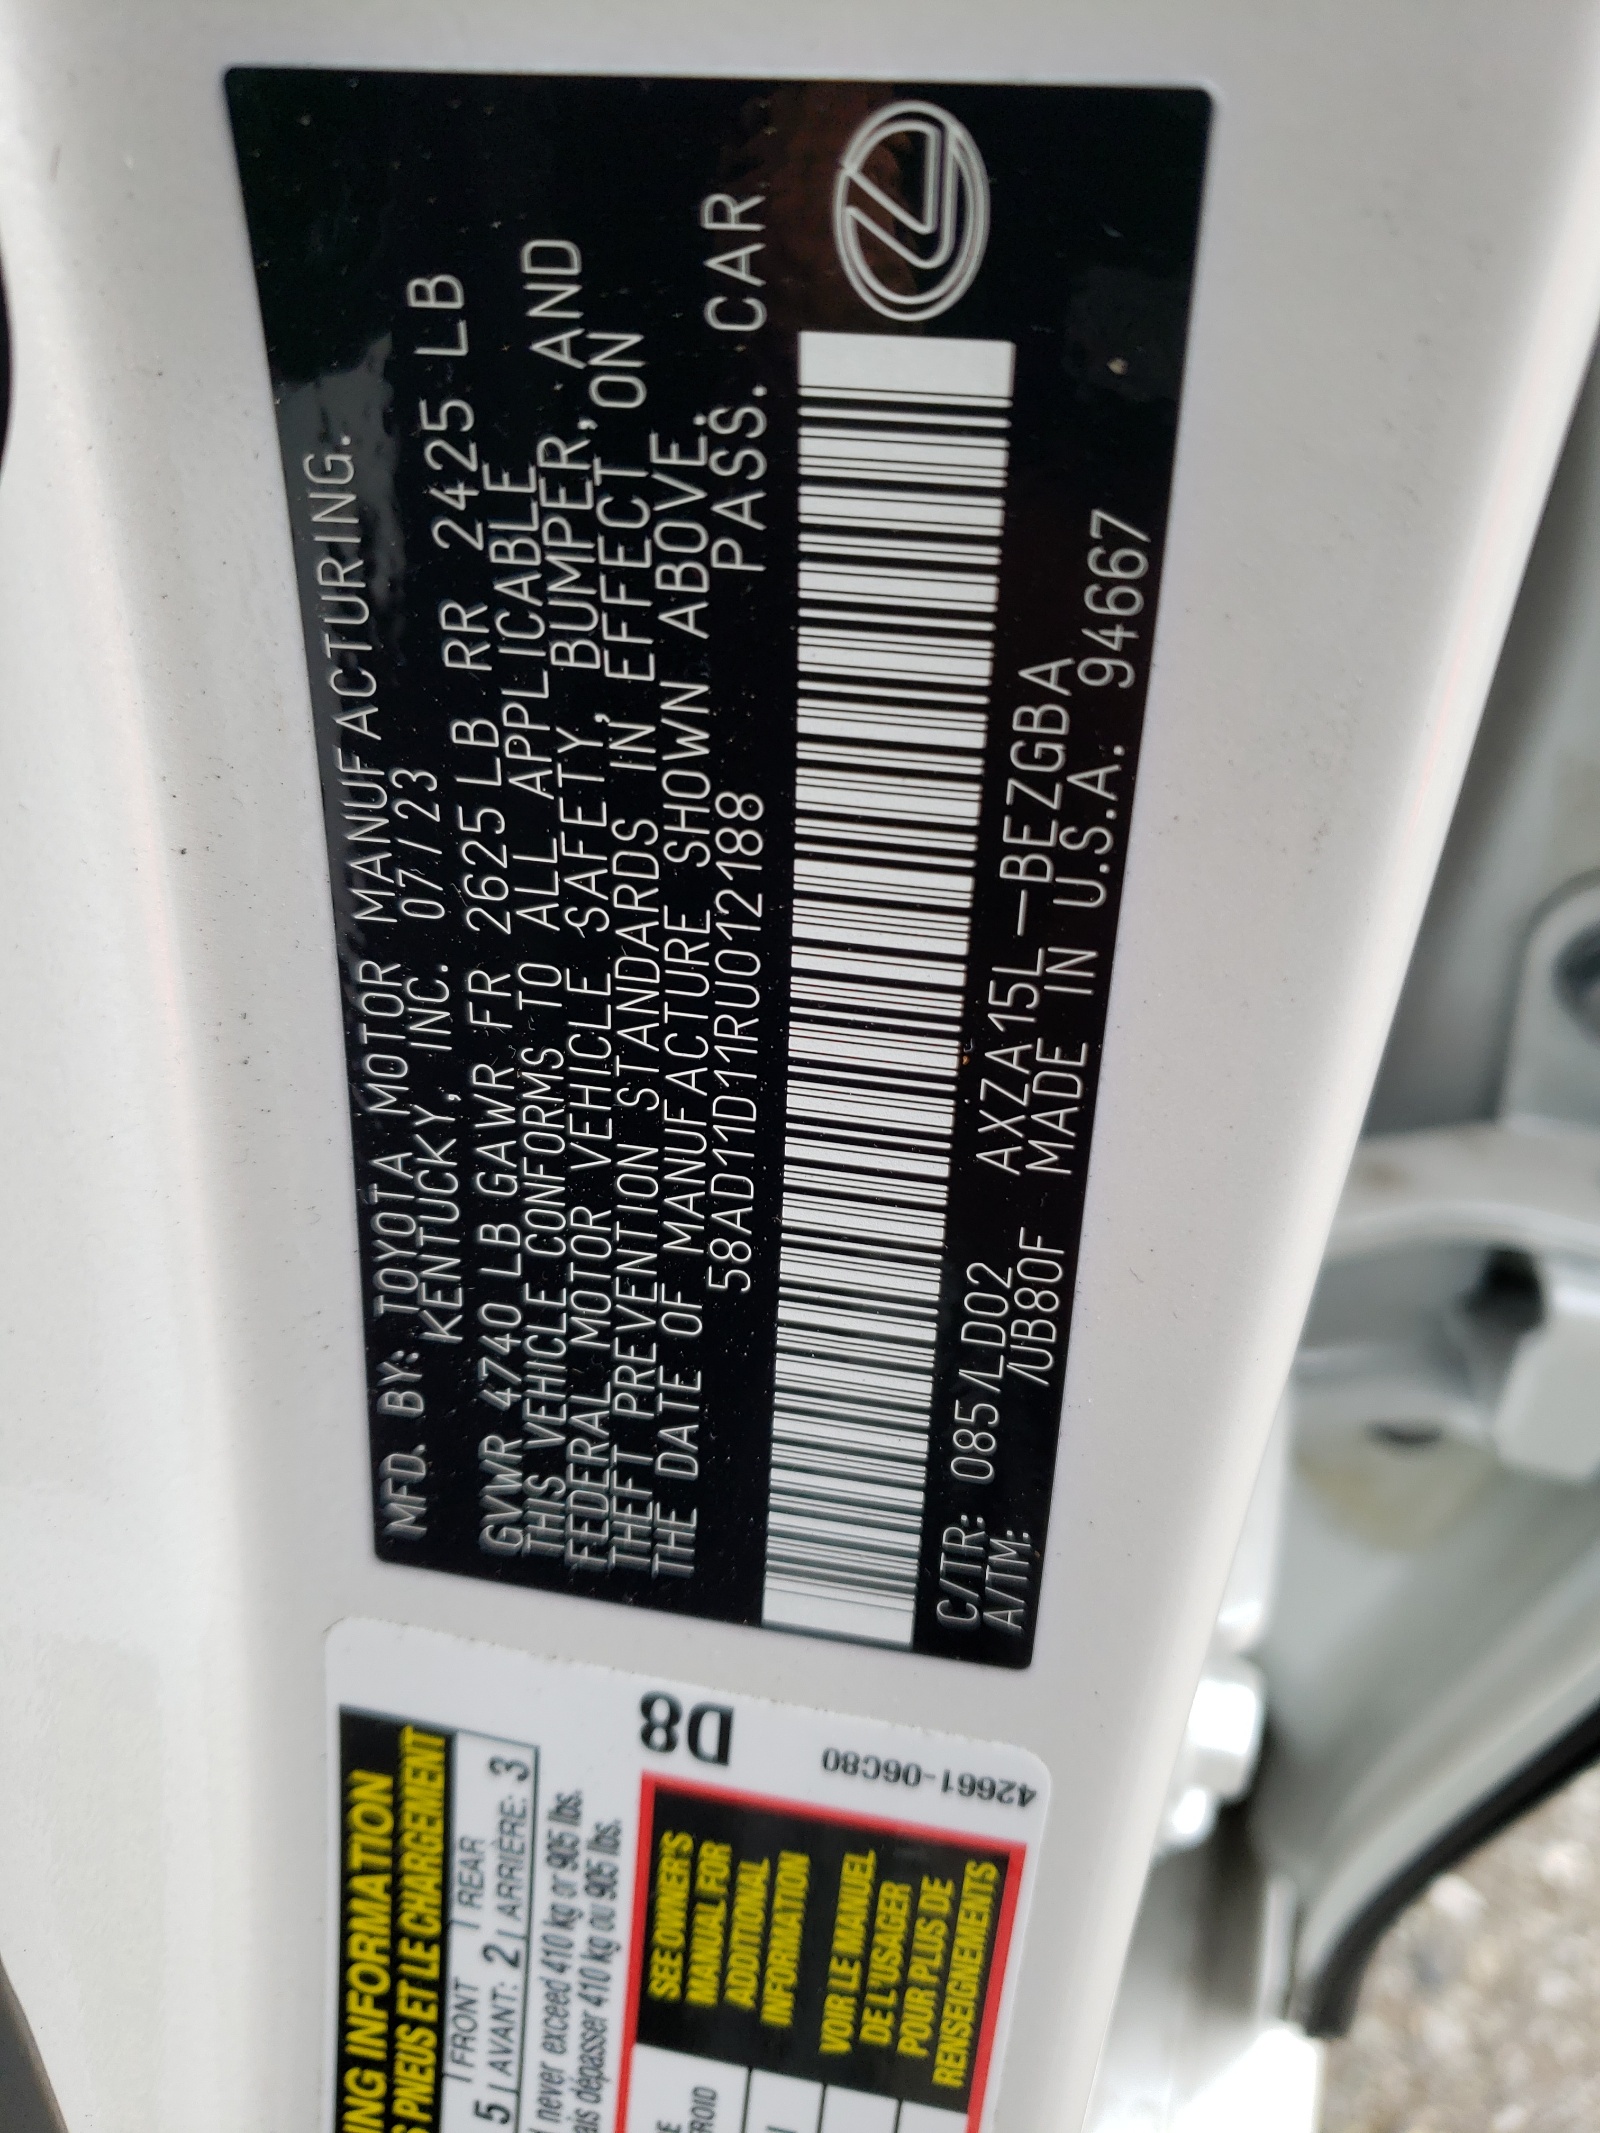 MFD. BY: TOYOTA MOTOR MANUFACTURING.
KENTUCKY, INC. 07/23
GVWR 4740 LB GAWR FR 2625 LB RR 2425 LB
THIS VEHICLE CONFORMS TO ALL APPLICABLE
FEDERAL MOTOR VEHICLE SAFETY, BUMPER, AND
THEFT PREVENTION STANDARDS IN EFFECT ON
THE DATE OF MANUFACTURE SHOWN ABOVE.
58AD11D11RU012188 PASS. CAR
C/TR: 085/LD02 AXZA15L-BEZGBA
A/TM: /UB80F MADE IN U.S.A. 94667
D8
42661-06C80
INFORMATION
PNEUS ET LE CHARGEMENT
5 FRONT REAR
AVANT: 2 ARRIÈRE: 3
never exceed 410 kg or 905 lbs.
dépasser 410 kg ou 905 lbs.
SEE OWNER'S
MANUAL FOR
ADDITIONAL
INFORMATION
VOIR LE MANUEL
DE L'USAGER
POUR PLUS DE
RENSEIGNEMENTS